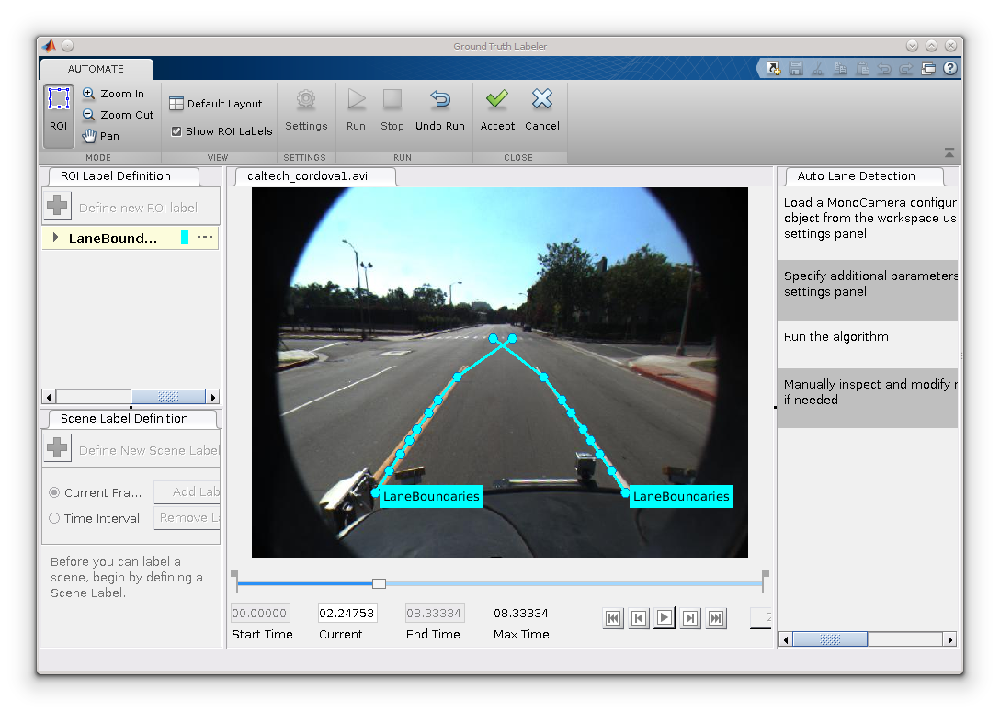 Ground Truth Labeler
AUTOMATE
ROI
Zoom In
Zoom Out
Pan
MODE
Default Layout
Show ROI Labels
VIEW
Settings
SETTINGS
Run
Stop
Undo Run
RUN
Accept
Cancel
CLOSE
ROI Label Definition
Define new ROI label
LaneBound...
Scene Label Definition
Define New Scene Label
Current Fra...
Add Lab
Time Interval
Remove L
Before you can label a
scene, begin by defining a
Scene Label.
caltech_cordova1.avi
LaneBoundaries
LaneBoundaries
00.00000
02.24753
08.33334
08.33334
Start Time
Current
End Time
Max Time
Auto Lane Detection
Load a MonoCamera configur
object from the workspace us
settings panel
Specify additional parameters
settings panel
Run the algorithm
Manually inspect and modify r
if needed